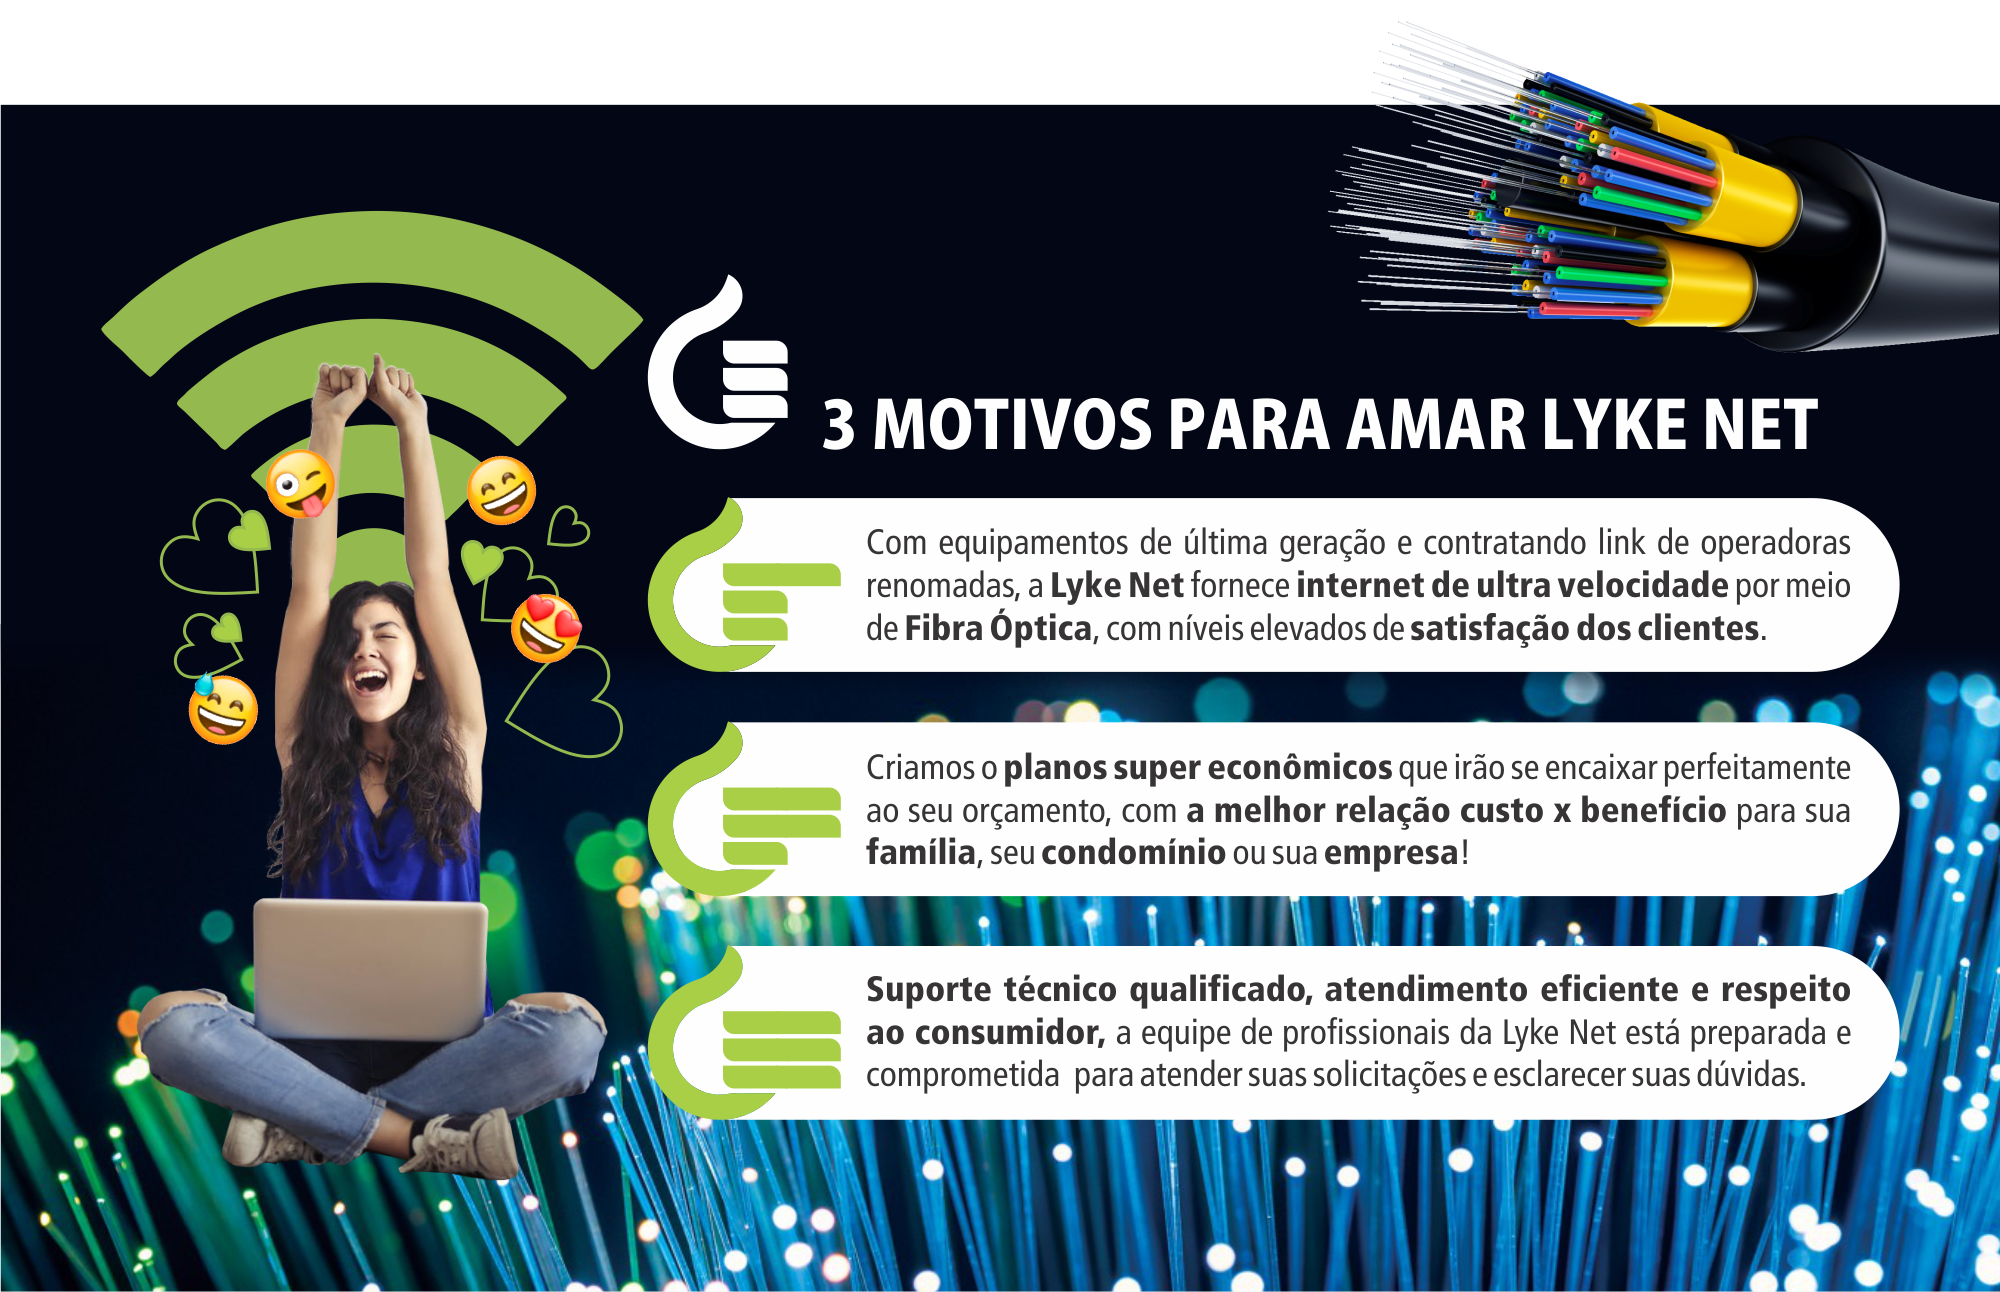 3 MOTIVOS PARA AMAR LYKE NET
Com equipamentos de última geração e contratando link de operadoras
renomadas, a Lyke Net fornece internet de ultra velocidade por meio
de Fibra Óptica, com níveis elevados de satisfação dos clientes.
Criamos o planos super econômicos que irão se encaixar perfeitamente
ao seu orçamento, com a melhor relação custo x benefício para sua
família, seu condomínio ou sua empresa!
Suporte técnico qualificado, atendimento eficiente e respeito
ao consumidor, a equipe de profissionais da Lyke Net está preparada e
comprometida para atender suas solicitações e esclarecer suas dúvidas.